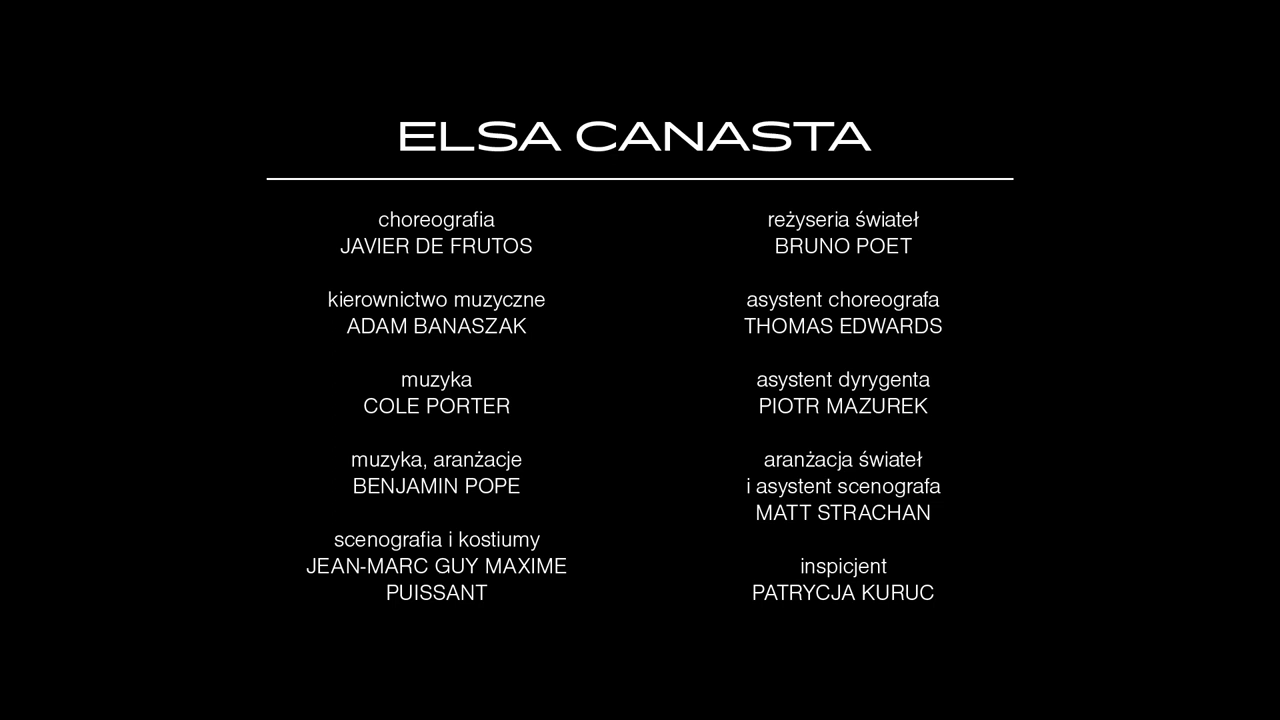 ELSA CANASTA
choreografia
JAVIER DE FRUTOS
kierownictwo muzyczne
ADAM BANASZAK
muzyka
COLE PORTER
muzyka, aranżacje
BENJAMIN POPE
scenografia i kostiumy
JEAN-MARC GUY MAXIME
PUISSANT
reżyseria świateł
BRUNO POET
asystent choreografa
THOMAS EDWARDS
asystent dyrygenta
PIOTR MAZUREK
aranżacja świateł
i asystent scenografa
MATT STRACHAN
inspicjent
PATRYCJA KURUC